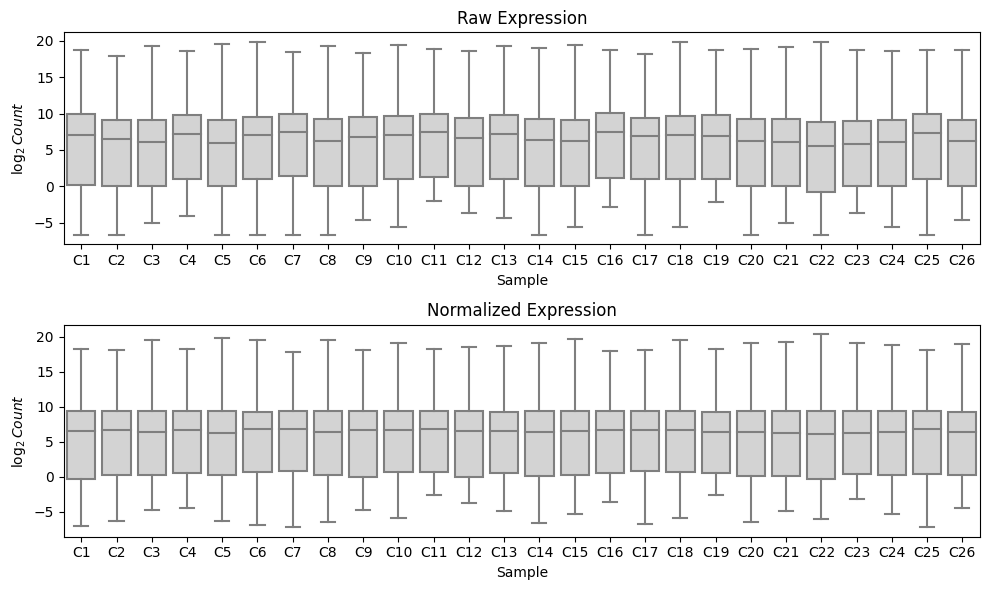 Raw Expression
20
15
10
5
0
−5
log₂ Count
C1 C2 C3 C4 C5 C6 C7 C8 C9 C10 C11 C12 C13 C14 C15 C16 C17 C18 C19 C20 C21 C22 C23 C24 C25 C26
Sample
Normalized Expression
20
15
10
5
0
−5
log₂ Count
C1 C2 C3 C4 C5 C6 C7 C8 C9 C10 C11 C12 C13 C14 C15 C16 C17 C18 C19 C20 C21 C22 C23 C24 C25 C26
Sample